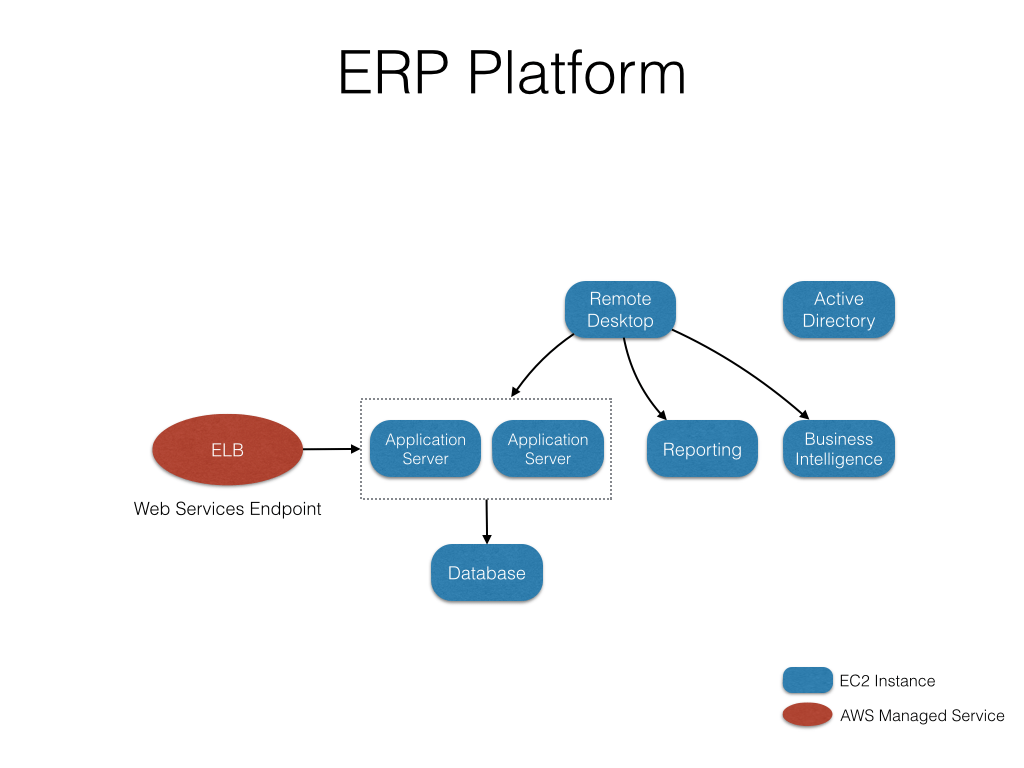 ERP Platform
Remote
Desktop
Active
Directory
ELB
Application
Server
Application
Server
Reporting
Business
Intelligence
Web Services Endpoint
Database
EC2 Instance
AWS Managed Service